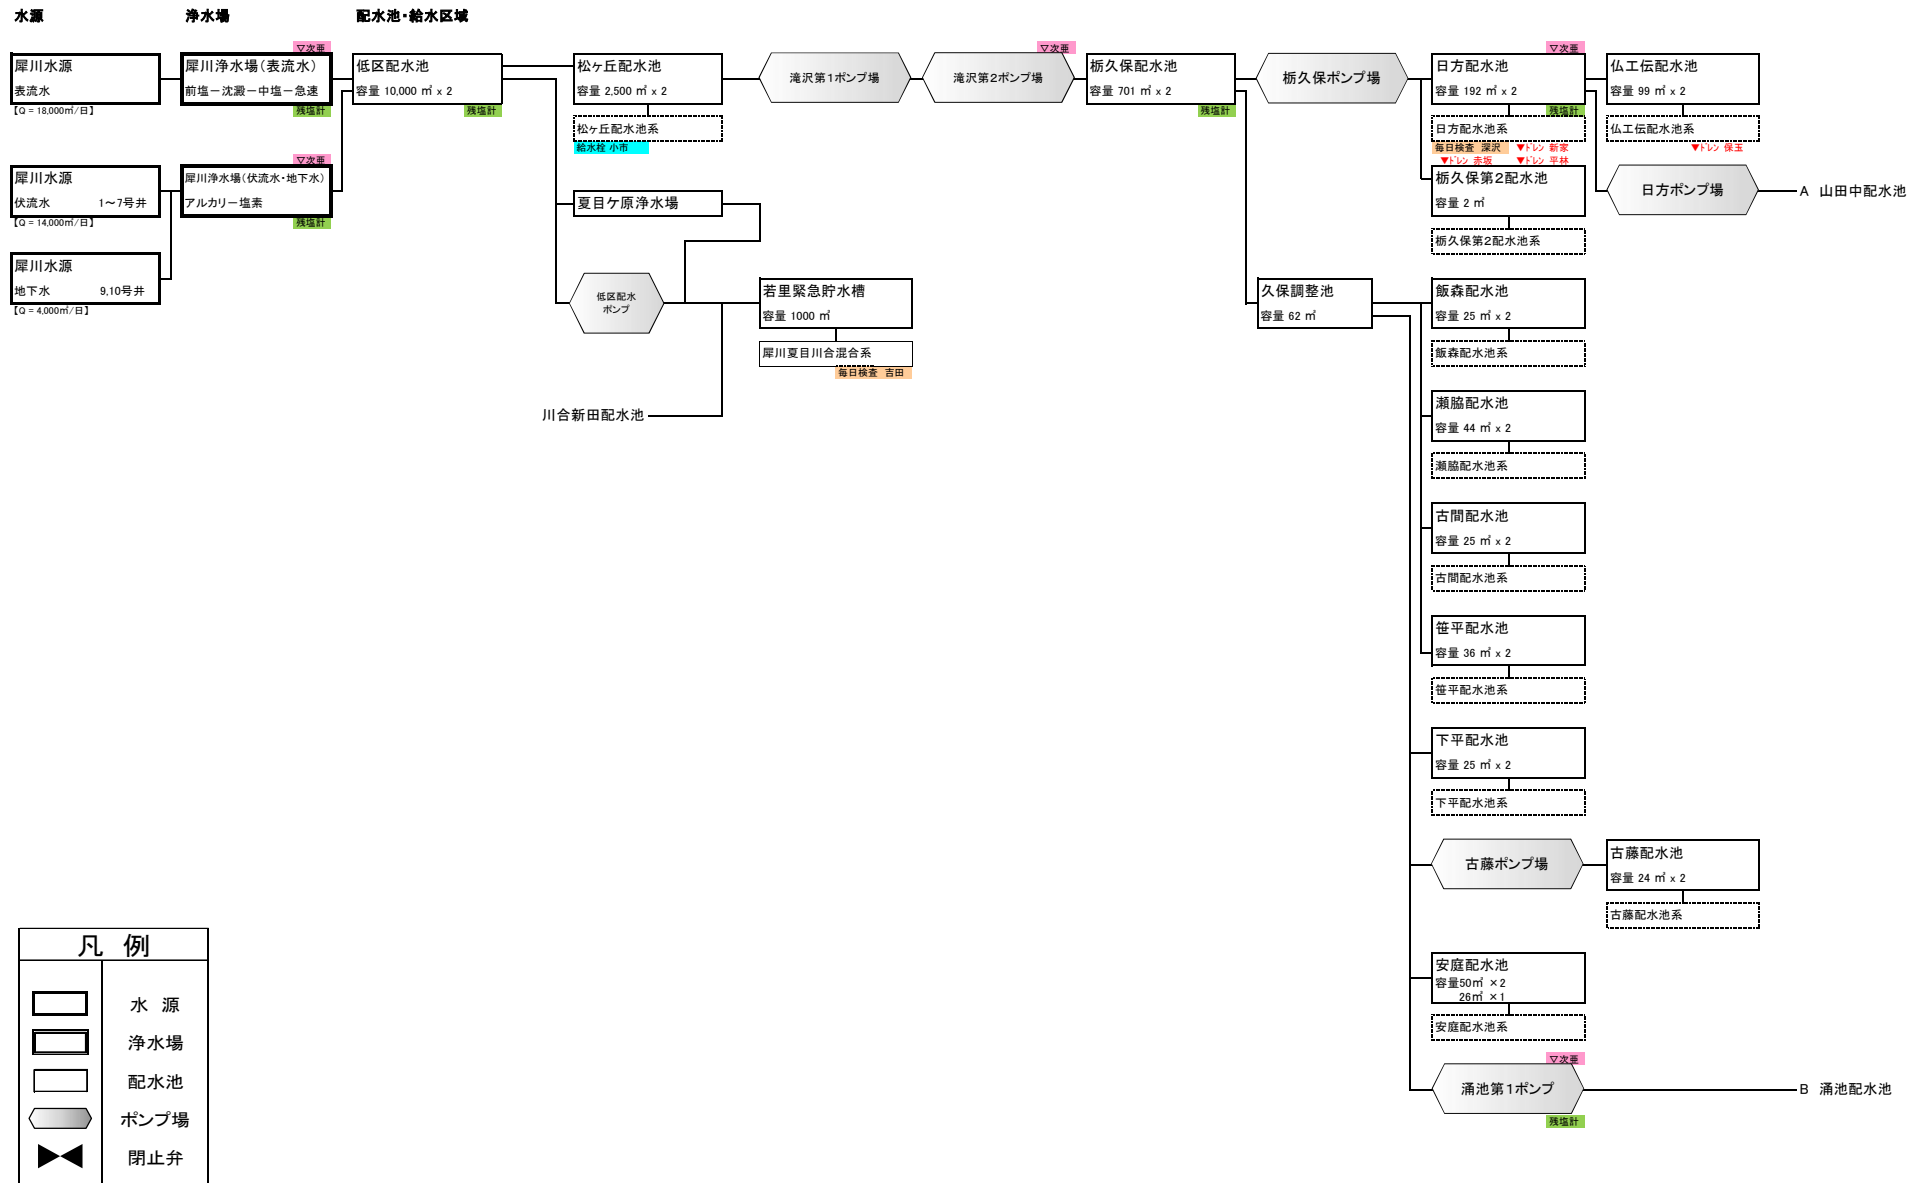 水源
浄水場
配水池・給水区域
▽次亜
犀川水源
表流水
【Q = 18,000㎥/日】
犀川浄水場(表流水)
前塩－沈澱－中塩－急速
残塩計
低区配水池
容量 10,000 ㎥ x 2
残塩計
松ヶ丘配水池
容量 2,500 ㎥ x 2
松ヶ丘配水池系
給水栓 小市
滝沢第1ポンプ場
▽次亜
滝沢第2ポンプ場
栃久保配水池
容量 701 ㎥ x 2
残塩計
栃久保ポンプ場
▽次亜
日方配水池
容量 192 ㎥ x 2
残塩計
日方配水池系
毎日検査 深沢
▼ドレン 新家
▼ドレン 赤坂
▼ドレン 平林
仏工伝配水池
容量 99 ㎥ x 2
仏工伝配水池系
▼ドレン 保玉
▽次亜
犀川水源
伏流水 1～7号井
【Q = 14,000㎥/日】
犀川浄水場(伏流水・地下水)
アルカリ－塩素
残塩計
夏目ケ原浄水場
栃久保第2配水池
容量 2 ㎥
栃久保第2配水池系
日方ポンプ場
A 山田中配水池
犀川水源
地下水 9,10号井
【Q = 4,000㎥/日】
低区配水
ポンプ
若里緊急貯水槽
容量 1000 ㎥
犀川夏目川合混合系
毎日検査 吉田
川合新田配水池
久保調整池
容量 62 ㎥
飯森配水池
容量 25 ㎥ x 2
飯森配水池系
瀬脇配水池
容量 44 ㎥ x 2
瀬脇配水池系
古間配水池
容量 25 ㎥ x 2
古間配水池系
笹平配水池
容量 36 ㎥ x 2
笹平配水池系
下平配水池
容量 25 ㎥ x 2
下平配水池系
古藤ポンプ場
古藤配水池
容量 24 ㎥ x 2
古藤配水池系
安庭配水池
容量50㎥ ×2
26㎥ ×1
安庭配水池系
▽次亜
涌池第1ポンプ
残塩計
B 涌池配水池
凡 例
水 源
浄水場
配水池
ポンプ場
閉止弁